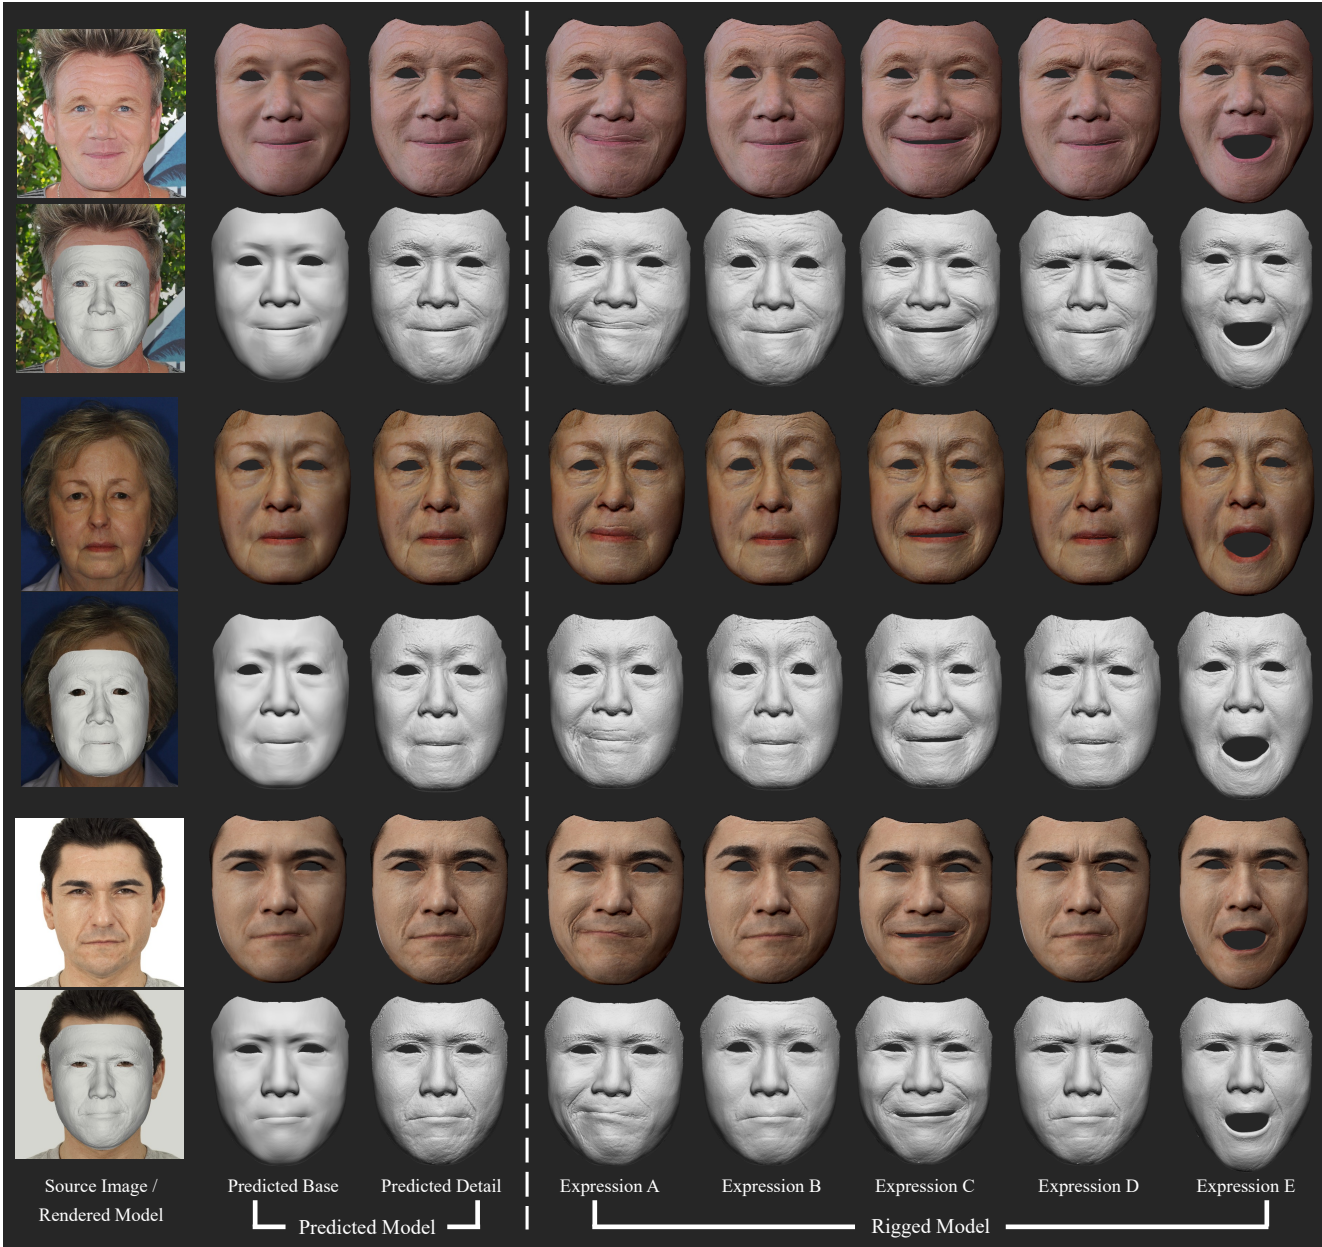 Source Image /
Rendered Model
Predicted Base
Predicted Detail
Predicted Model
Expression A
Expression B
Expression C
Expression D
Expression E
Rigged Model